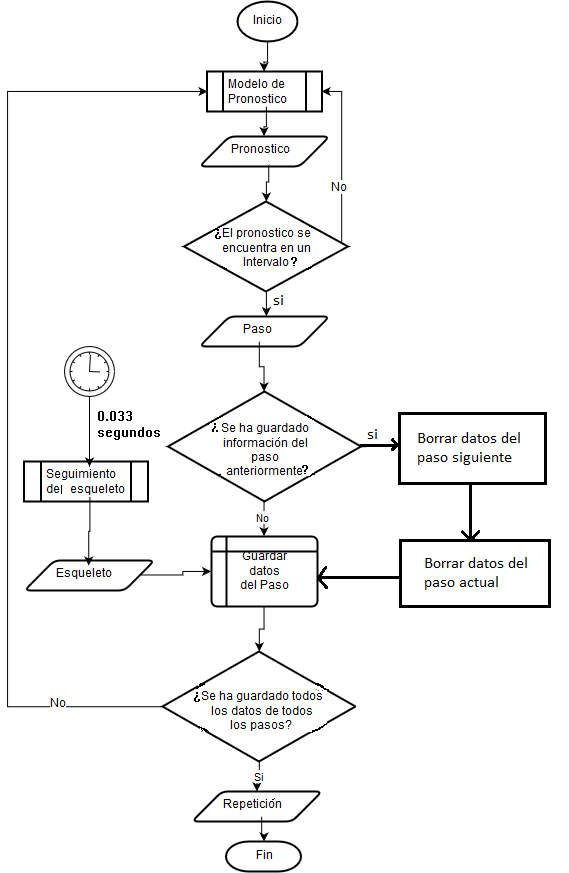 Inicio
Modelo de
Pronostico
Pronostico
No
¿El pronostico se
encuentra en un
Intervalo?
si
Paso
0.033
segundos
¿ Se ha guardado
información del
paso
anteriormente?
si
Borrar datos del
paso siguiente
Seguimiento
del esqueleto
No
Guardar
datos
del Paso
Esqueleto
Borrar datos del
paso actual
¿Se ha guardado todos
los datos de todos
los pasos?
No
Si
Repetición
Fin